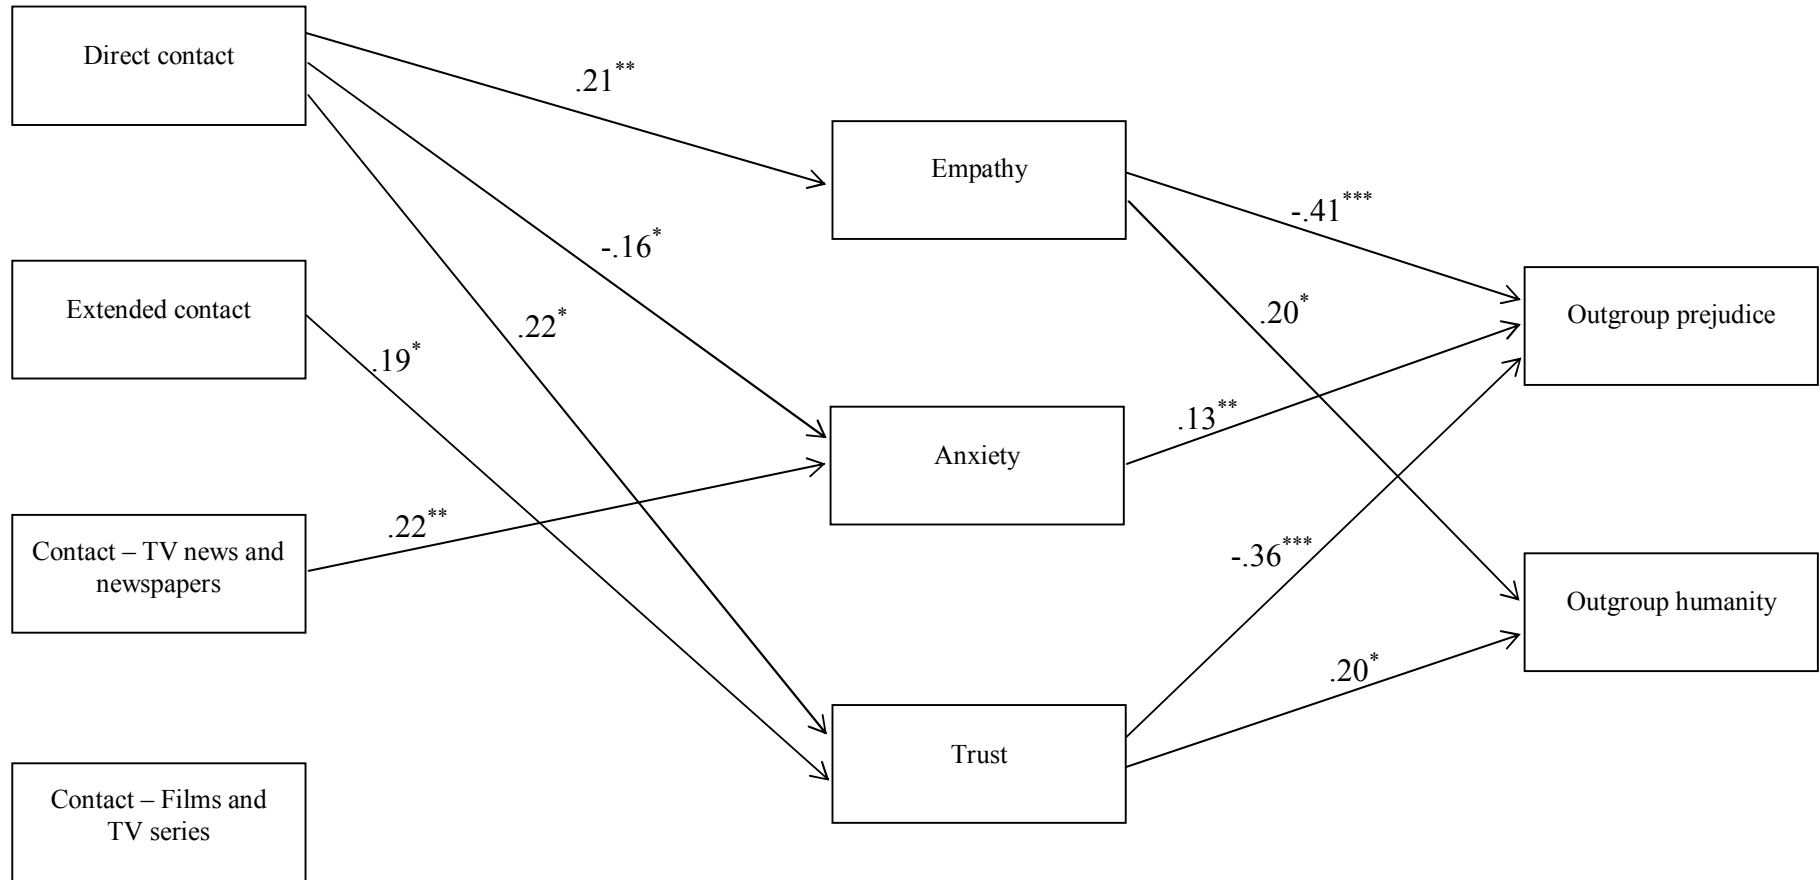 Direct contact
.21**
Empathy
-.41***
-.16*
Extended contact
.19*
.22*
.20*
Outgroup prejudice
.13**
Anxiety
Contact – TV news and
newspapers
.22**
-.36***
Outgroup humanity
.20*
Trust
Contact – Films and
TV series